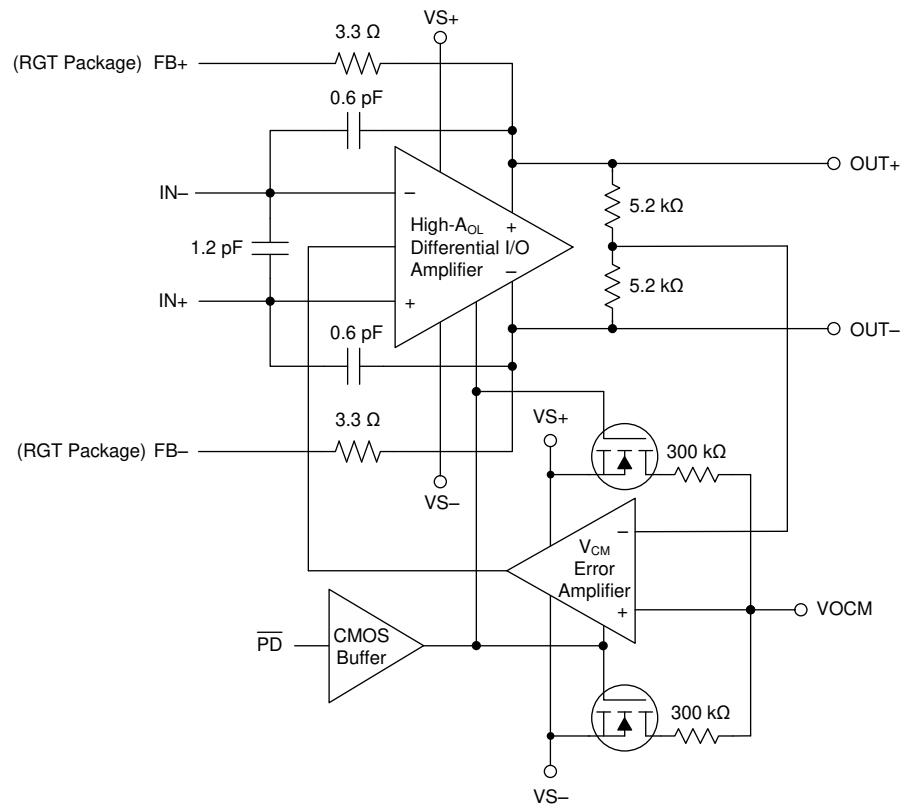 VS+
3.3 Ω
(RGT Package) FB+
0.6 pF
OUT+
IN–
–
5.2 kΩ
+
High-AOL
Differential I/O
Amplifier
1.2 pF
–
5.2 kΩ
IN+
+
OUT–
0.6 pF
VS+
3.3 Ω
300 kΩ
(RGT Package) FB–
VS–
–
VCM
Error
Amplifier
+
VOCM
PD
CMOS
Buffer
300 kΩ
VS–